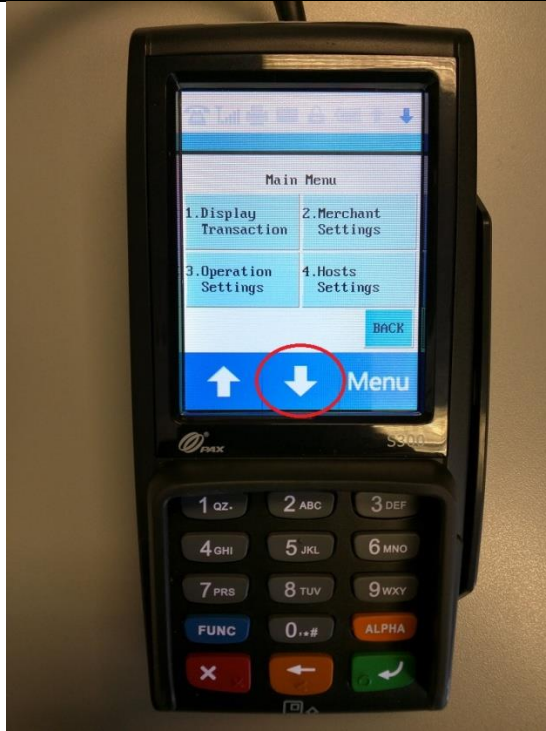 Main Menu
1.Display Transaction
2.Merchant Settings
3.Operation Settings
4.Hosts Settings
BACK
Menu
PAX
S300
1 QZ.
2 ABC
3 DEF
4 GHI
5 JKL
6 MNO
7 PRS
8 TUV
9 WXY
FUNC
0 ,*#
ALPHA